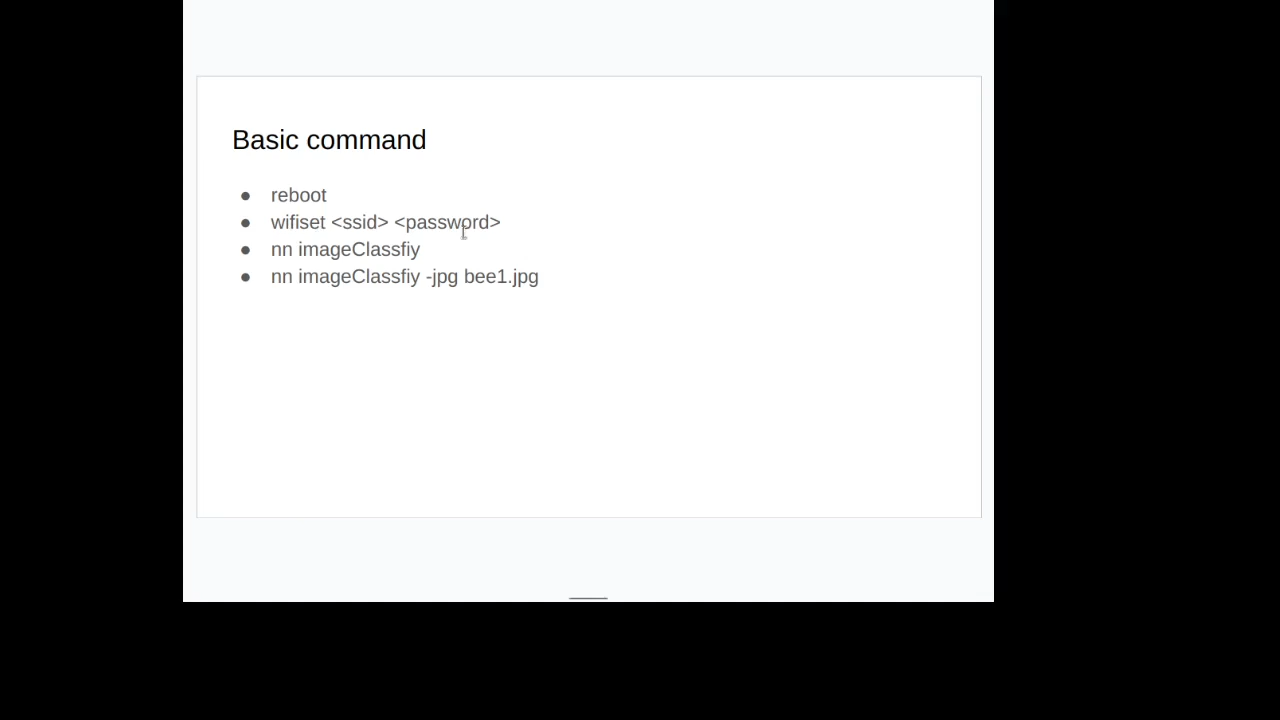 Basic command
● reboot
● wifiset <ssid> <password>
● nn imageClassfiy
● nn imageClassfiy -jpg bee1.jpg